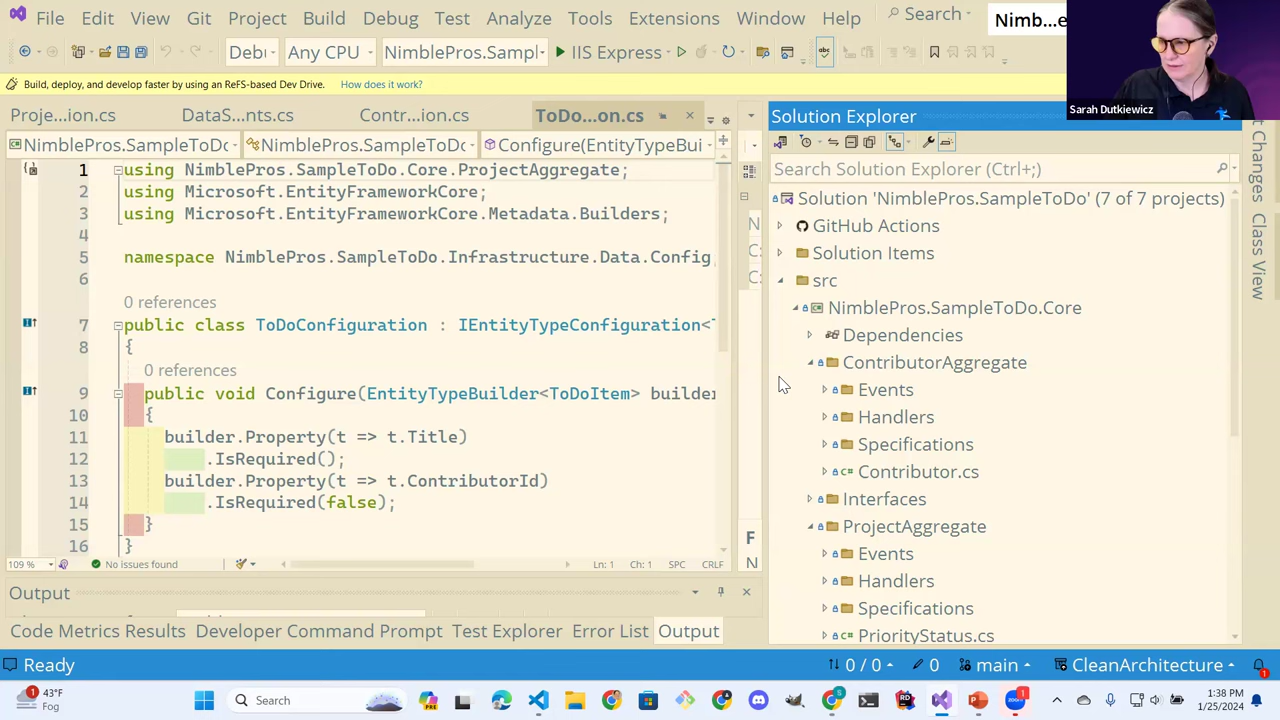 File Edit View Git Project Build Debug Test Analyze Tools Extensions Window Help Search Nimb...e
Debu Any CPU NimblePros.Sampl IIS Express
Build, deploy, and develop faster by using an ReFS-based Dev Drive. How does it work?
Sarah Dutkiewicz
Proje...ion.cs DataS...nts.cs Contr...ion.cs ToDo...on.cs
NimblePros.SampleToDo NimblePros.SampleToDo Configure(EntityTypeBui
1 using NimblePros.SampleToDo.Core.ProjectAggregate;
2 using Microsoft.EntityFrameworkCore;
3 using Microsoft.EntityFrameworkCore.Metadata.Builders;
4
5 namespace NimblePros.SampleToDo.Infrastructure.Data.Config;
6
0 references
7 public class ToDoConfiguration : IEntityTypeConfiguration<T
8 {
0 references
9 public void Configure(EntityTypeBuilder<ToDoItem> builder
10 {
11 builder.Property(t => t.Title)
12 .IsRequired();
13 builder.Property(t => t.ContributorId)
14 .IsRequired(false);
15 }
16 }
109 % No issues found Ln: 1 Ch: 1 SPC CRLF
F
N
Output
Code Metrics Results Developer Command Prompt Test Explorer Error List Output
Solution Explorer
Search Solution Explorer (Ctrl+;)
Solution 'NimblePros.SampleToDo' (7 of 7 projects)
GitHub Actions
Solution Items
src
NimblePros.SampleToDo.Core
Dependencies
ContributorAggregate
Events
Handlers
Specifications
Contributor.cs
Interfaces
ProjectAggregate
Events
Handlers
Specifications
PriorityStatus.cs
t Changes
Class View
Ready 0 / 0 0 main CleanArchitecture
43°F
Fog
Search
1:38 PM
1/25/2024